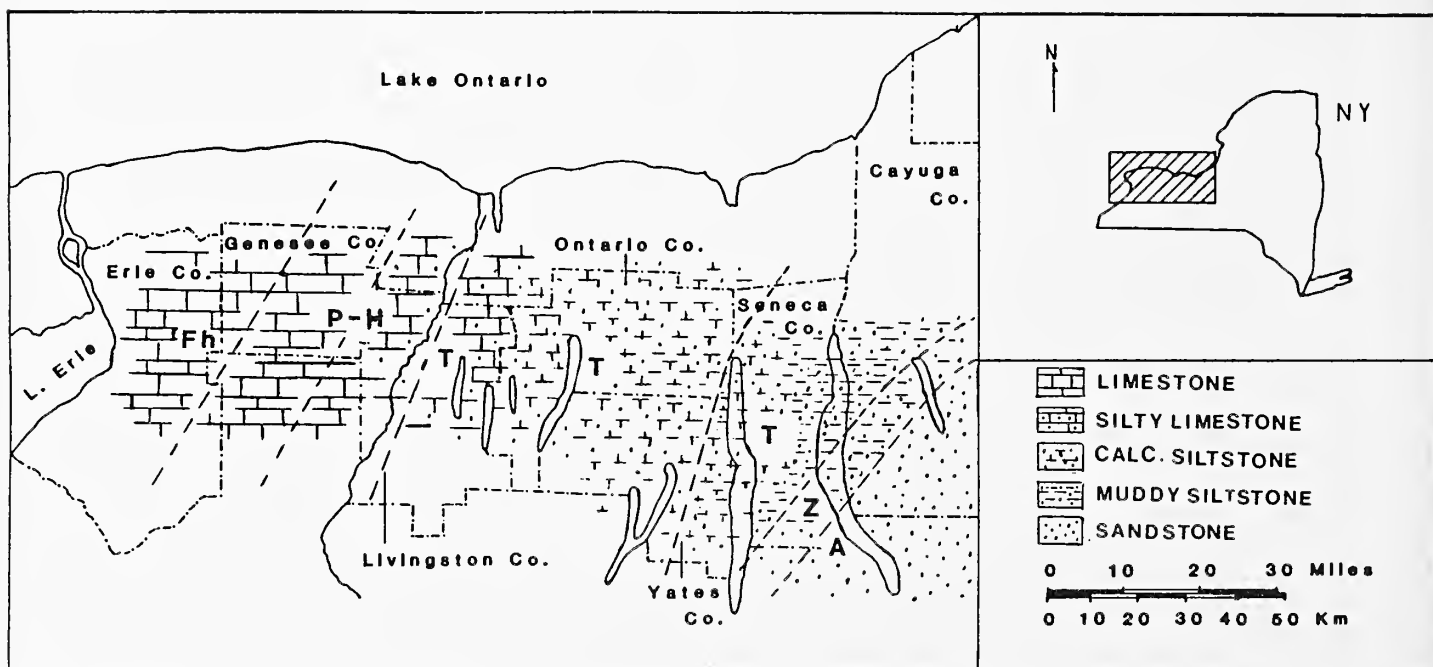 Lake Ontario
Cayuga
Co.
Genesee Co.
Ontario Co.
Erie Co.
Seneca
Co.
P-H
Fh
L. Erie
T
T
T
Z
A
Livingston Co.
Yates
Co.
N
NY
LIMESTONE
SILTY LIMESTONE
CALC. SILTSTONE
MUDDY SILTSTONE
SANDSTONE
0 10 20 30 Miles
0 10 20 30 40 50 Km